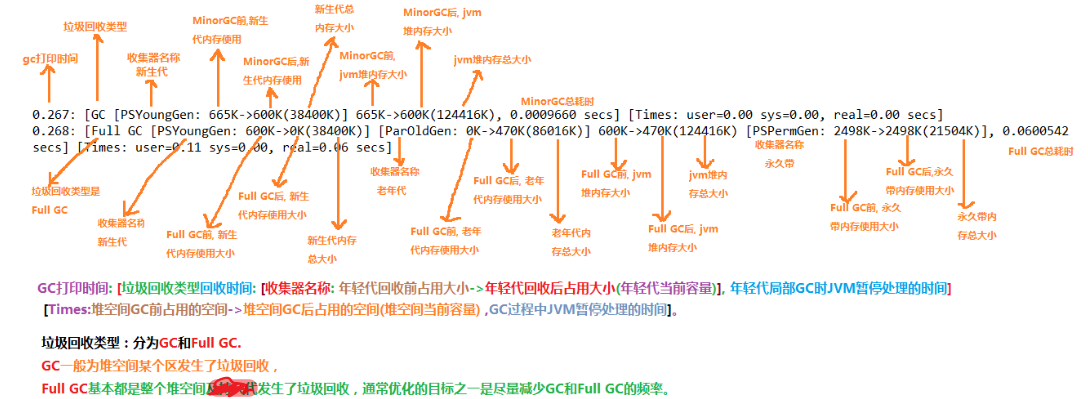 垃圾回收类型
gc打印时间
收集器名称
新生代
MinorGC前,新生
代内存使用
MinorGC后,新
生代内存使用
新生代总
内存大小
MinorGC前,
jvm堆内存大小
MinorGC后, jvm
堆内存大小
jvm堆内存总大小
MinorGC总耗时
0.267: [GC [PSYoungGen: 665K->600K(38400K)] 665K->600K(124416K), 0.0009660 secs] [Times: user=0.00 sys=0.00, real=0.00 secs]
0.268: [Full GC [PSYoungGen: 600K->0K(38400K)] [ParOldGen: 0K->470K(86016K)] 600K->470K(124416K) [PSPermGen: 2498K->2498K(21504K)], 0.0600542
secs] [Times: user=0.11 sys=0.00, real=0.06 secs]
垃圾回收类型是
Full GC
收集器名称
新生代
Full GC前, 新生
代内存使用大小
Full GC后, 新生
代内存使用大小
新生代内存
总大小
收集器名称
老年代
Full GC前, 老年
代内存使用大小
Full GC后, 老年
代内存使用大小
老年代内
存总大小
Full GC前, jvm
堆内存大小
Full GC后, jvm
堆内存大小
jvm堆内
存总大小
收集器名称
永久带
Full GC前, 永久
带内存使用大小
Full GC后,永久
带内存使用大小
永久带内
存总大小
Full GC总耗时
GC打印时间: [垃圾回收类型回收时间: [收集器名称: 年轻代回收前占用大小->年轻代回收后占用大小(年轻代当前容量)], 年轻代局部GC时JVM暂停处理的时间]
[Times:堆空间GC前占用的空间->堆空间GC后占用的空间(堆空间当前容量) ,GC过程中JVM暂停处理的时间]。
垃圾回收类型：分为GC和Full GC.
GC一般为堆空间某个区发生了垃圾回收，
Full GC基本都是整个堆空间发生了垃圾回收，通常优化的目标之一是尽量减少GC和Full GC的频率。